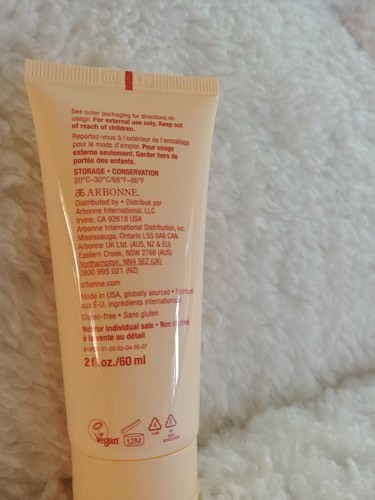 See outer packaging for directions on
usage. For external use only. Keep out
of reach of children.
Reportez-vous à l'extérieur de l'emballage
pour le mode d'emploi. Pour usage
externe seulement. Garder hors de
portée des enfants.
STORAGE • CONSERVATION
20°C–30°C/68°F–86°F
ARBONNE.
Distributed by • Distribué par
Arbonne International, LLC
Irvine, CA 92618 USA
Arbonne International Distribution, Inc.
Mississauga, Ontario L5S 0A6 CAN
Arbonne UK Ltd. (AUS, NZ & EU)
Eastern Creek, NSW 2766 (AUS)
Northampton, NN4 5EZ (UK)
0800 995 021 (NZ)
arbonne.com
Made in USA, globally sourced • Fabriqué
aux É-U, ingrédients internationaux
Gluten-free • Sans gluten
Not for individual sale • Non destiné
à la vente au détail
2 fl. oz./60 ml
Vegan
12M